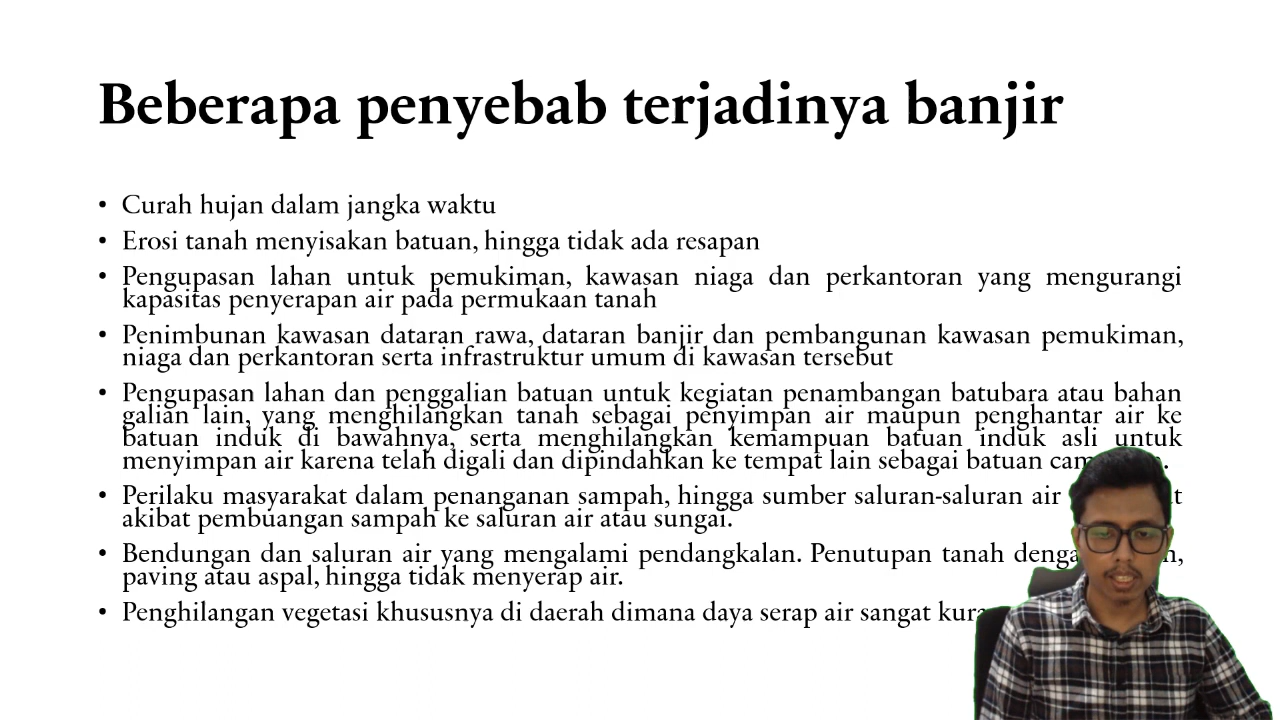 Beberapa penyebab terjadinya banjir
• Curah hujan dalam jangka waktu
• Erosi tanah menyisakan batuan, hingga tidak ada resapan
• Pengupasan lahan untuk pemukiman, kawasan niaga dan perkantoran yang mengurangi
kapasitas penyerapan air pada permukaan tanah
• Penimbunan kawasan dataran rawa, dataran banjir dan pembangunan kawasan pemukiman,
niaga dan perkantoran serta infrastruktur umum di kawasan tersebut
• Pengupasan lahan dan penggalian batuan untuk kegiatan penambangan batubara atau bahan
galian lain, yang menghilangkan tanah sebagai penyimpan air maupun penghantar air ke
batuan induk di bawahnya, serta menghilangkan kemampuan batuan induk asli untuk
menyimpan air karena telah digali dan dipindahkan ke tempat lain sebagai batuan
• Perilaku masyarakat dalam penanganan sampah, hingga sumber saluran-saluran air
akibat pembuangan sampah ke saluran air atau sungai.
• Bendungan dan saluran air yang mengalami pendangkalan. Penutupan tanah
paving atau aspal, hingga tidak menyerap air.
• Penghilangan vegetasi khususnya di daerah dimana daya serap air sangat